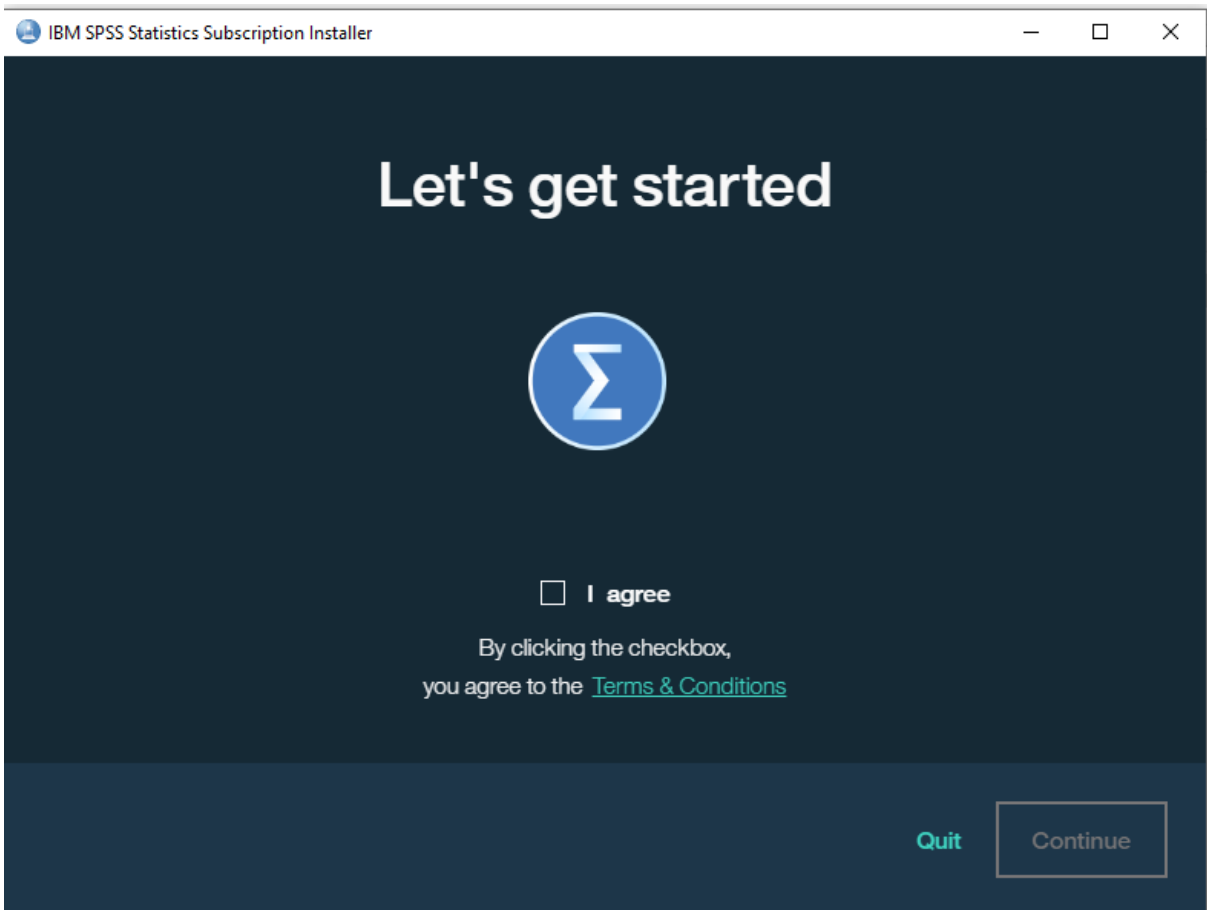 IBM SPSS Statistics Subscription Installer
Let's get started
Σ
I agree
By clicking the checkbox,
you agree to the Terms & Conditions
Quit
Continue